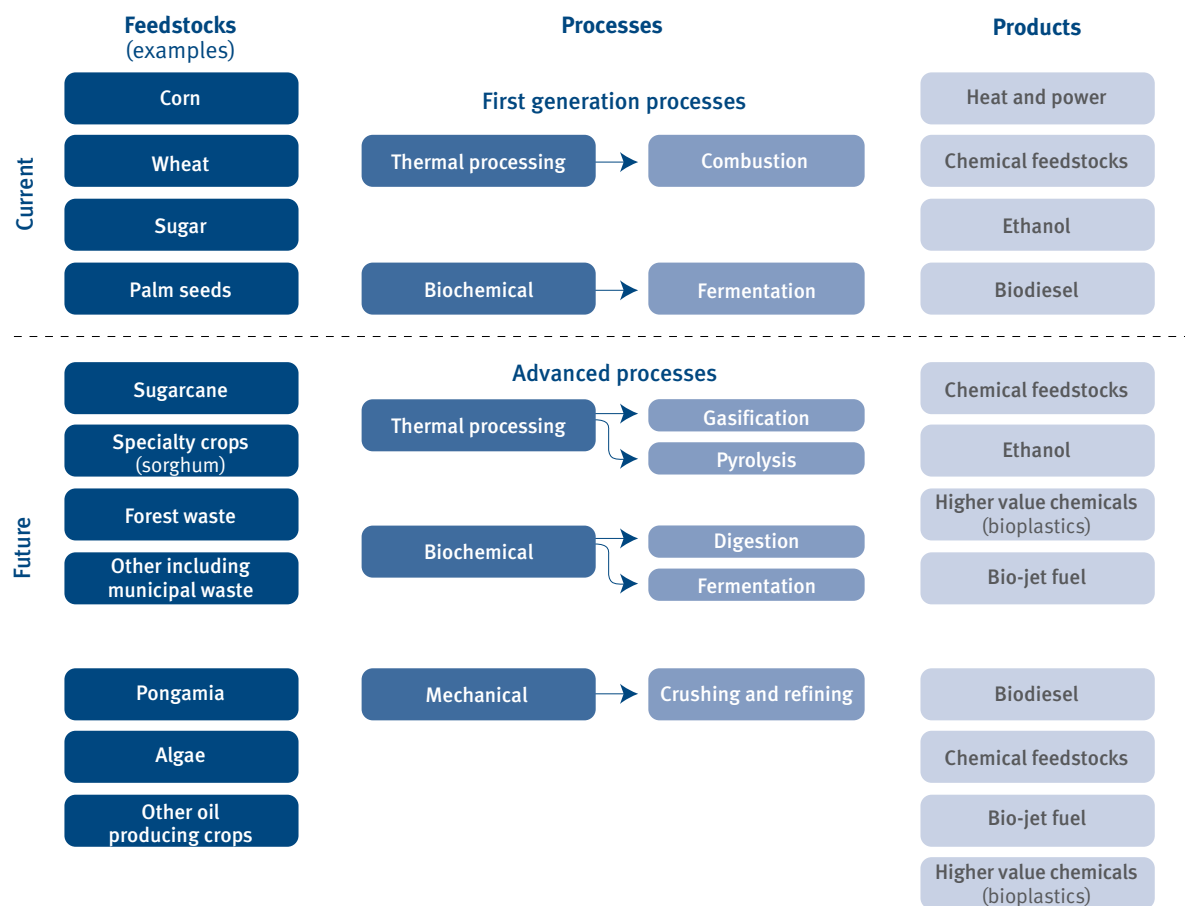 Feedstocks
(examples)
Processes
Products
Current
Corn
Wheat
Sugar
Palm seeds
First generation processes
Thermal processing
Combustion
Biochemical
Fermentation
Heat and power
Chemical feedstocks
Ethanol
Biodiesel
Future
Sugarcane
Specialty crops
(sorghum)
Forest waste
Other including
municipal waste
Advanced processes
Thermal processing
Gasification
Pyrolysis
Biochemical
Digestion
Fermentation
Chemical feedstocks
Ethanol
Higher value chemicals
(bioplastics)
Bio-jet fuel
Pongamia
Algae
Other oil
producing crops
Mechanical
Crushing and refining
Biodiesel
Chemical feedstocks
Bio-jet fuel
Higher value chemicals
(bioplastics)